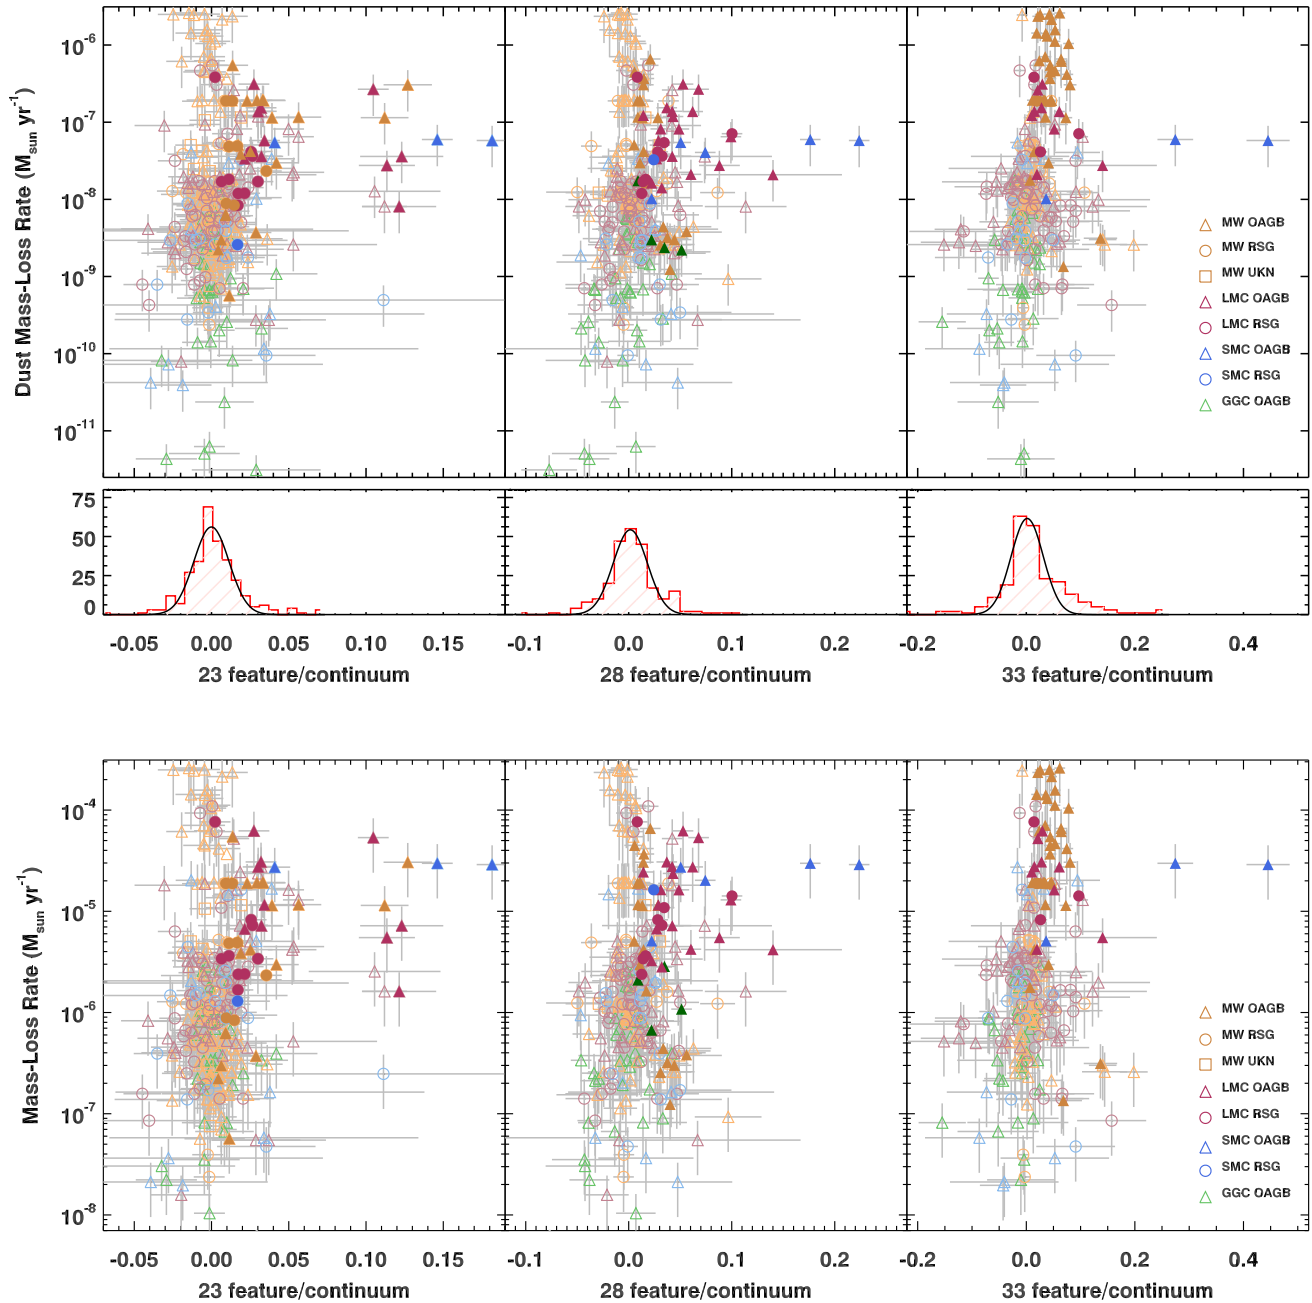 Dust Mass-Loss Rate (M_sun yr^-1)
10^-6
10^-7
10^-8
10^-9
10^-10
10^-11
MW OAGB
MW RSG
MW UKN
LMC OAGB
LMC RSG
SMC OAGB
SMC RSG
GGC OAGB
75
50
25
0
-0.05 0.00 0.05 0.10 0.15
-0.1 0.0 0.1 0.2
-0.2 0.0 0.2 0.4
23 feature/continuum
28 feature/continuum
33 feature/continuum
Mass-Loss Rate (M_sun yr^-1)
10^-4
10^-5
10^-6
10^-7
10^-8
MW OAGB
MW RSG
MW UKN
LMC OAGB
LMC RSG
SMC OAGB
SMC RSG
GGC OAGB
-0.05 0.00 0.05 0.10 0.15
-0.1 0.0 0.1 0.2
-0.2 0.0 0.2 0.4
23 feature/continuum
28 feature/continuum
33 feature/continuum